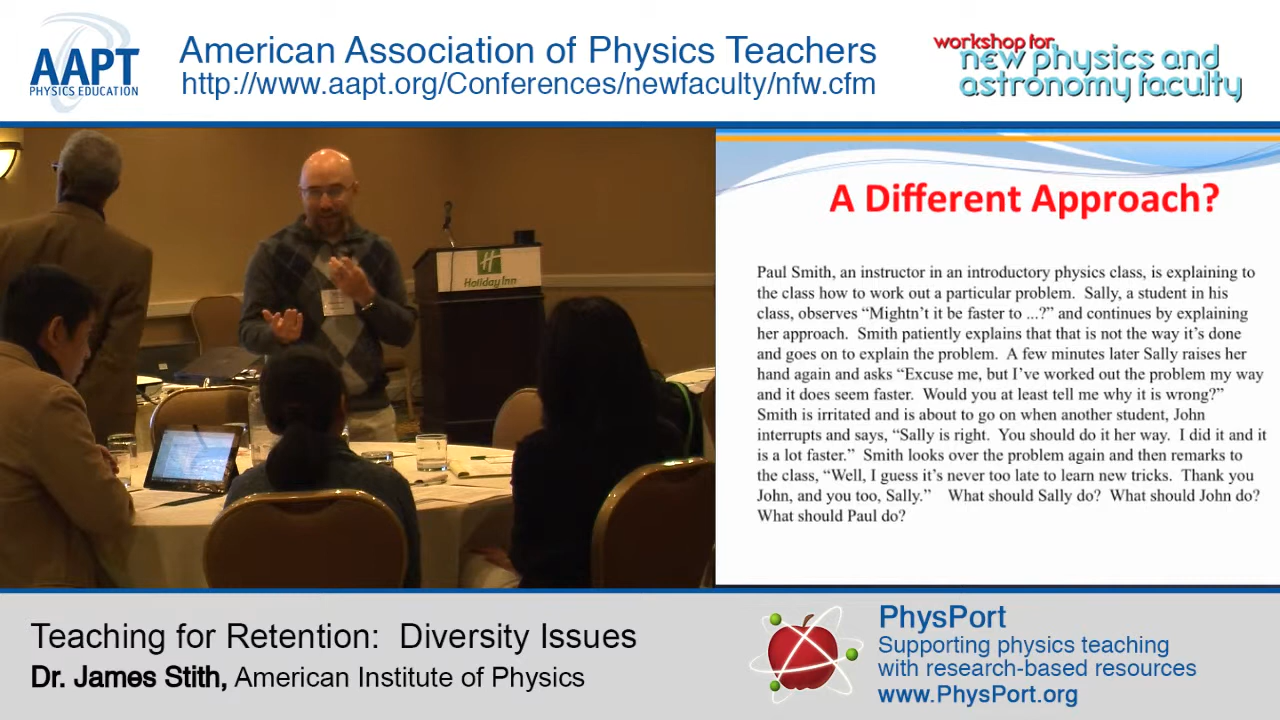 AAPT
PHYSICS EDUCATION
American Association of Physics Teachers
http://www.aapt.org/Conferences/newfaculty/nfw.cfm
workshop for
new physics and
astronomy faculty
H
Holiday Inn
A Different Approach?
Paul Smith, an instructor in an introductory physics class, is explaining to
the class how to work out a particular problem. Sally, a student in his
class, observes “Mightn’t it be faster to ...?” and continues by explaining
her approach. Smith patiently explains that that is not the way it’s done
and goes on to explain the problem. A few minutes later Sally raises her
hand again and asks “Excuse me, but I’ve worked out the problem my way
and it does seem faster. Would you at least tell me why it is wrong?”
Smith is irritated and is about to go on when another student, John
interrupts and says, “Sally is right. You should do it her way. I did it and it
is a lot faster.” Smith looks over the problem again and then remarks to
the class, “Well, I guess it’s never too late to learn new tricks. Thank you
John, and you too, Sally.” What should Sally do? What should John do?
What should Paul do?
Teaching for Retention: Diversity Issues
Dr. James Stith, American Institute of Physics
PhysPort
Supporting physics teaching
with research-based resources
www.PhysPort.org